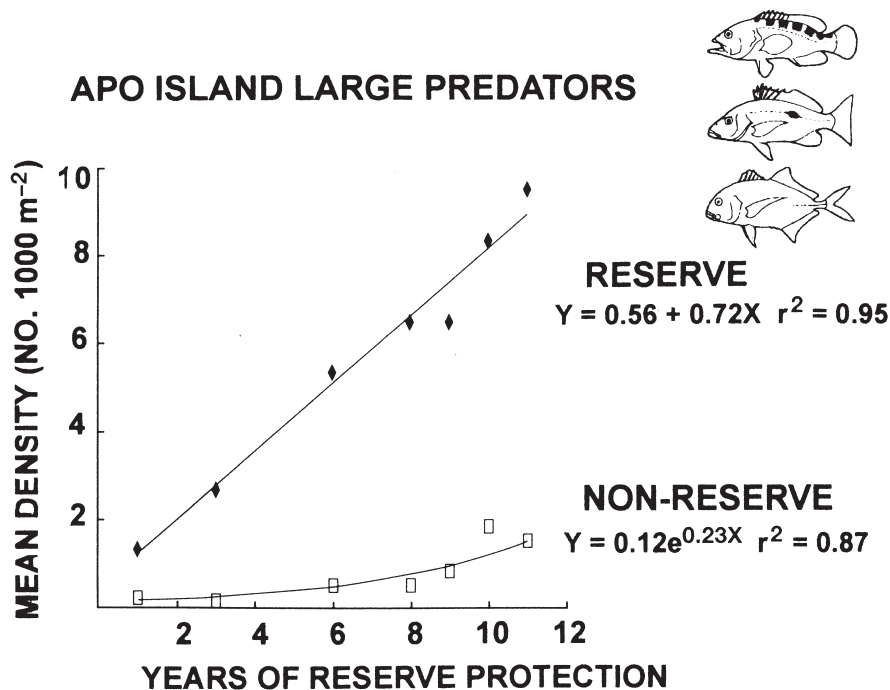 APO ISLAND LARGE PREDATORS
MEAN DENSITY (NO. 1000 m⁻²)
10
8
6
4
2
RESERVE
Y = 0.56 + 0.72X r² = 0.95
NON-RESERVE
Y = 0.12e⁰·²³ˣ r² = 0.87
2 4 6 8 10 12
YEARS OF RESERVE PROTECTION